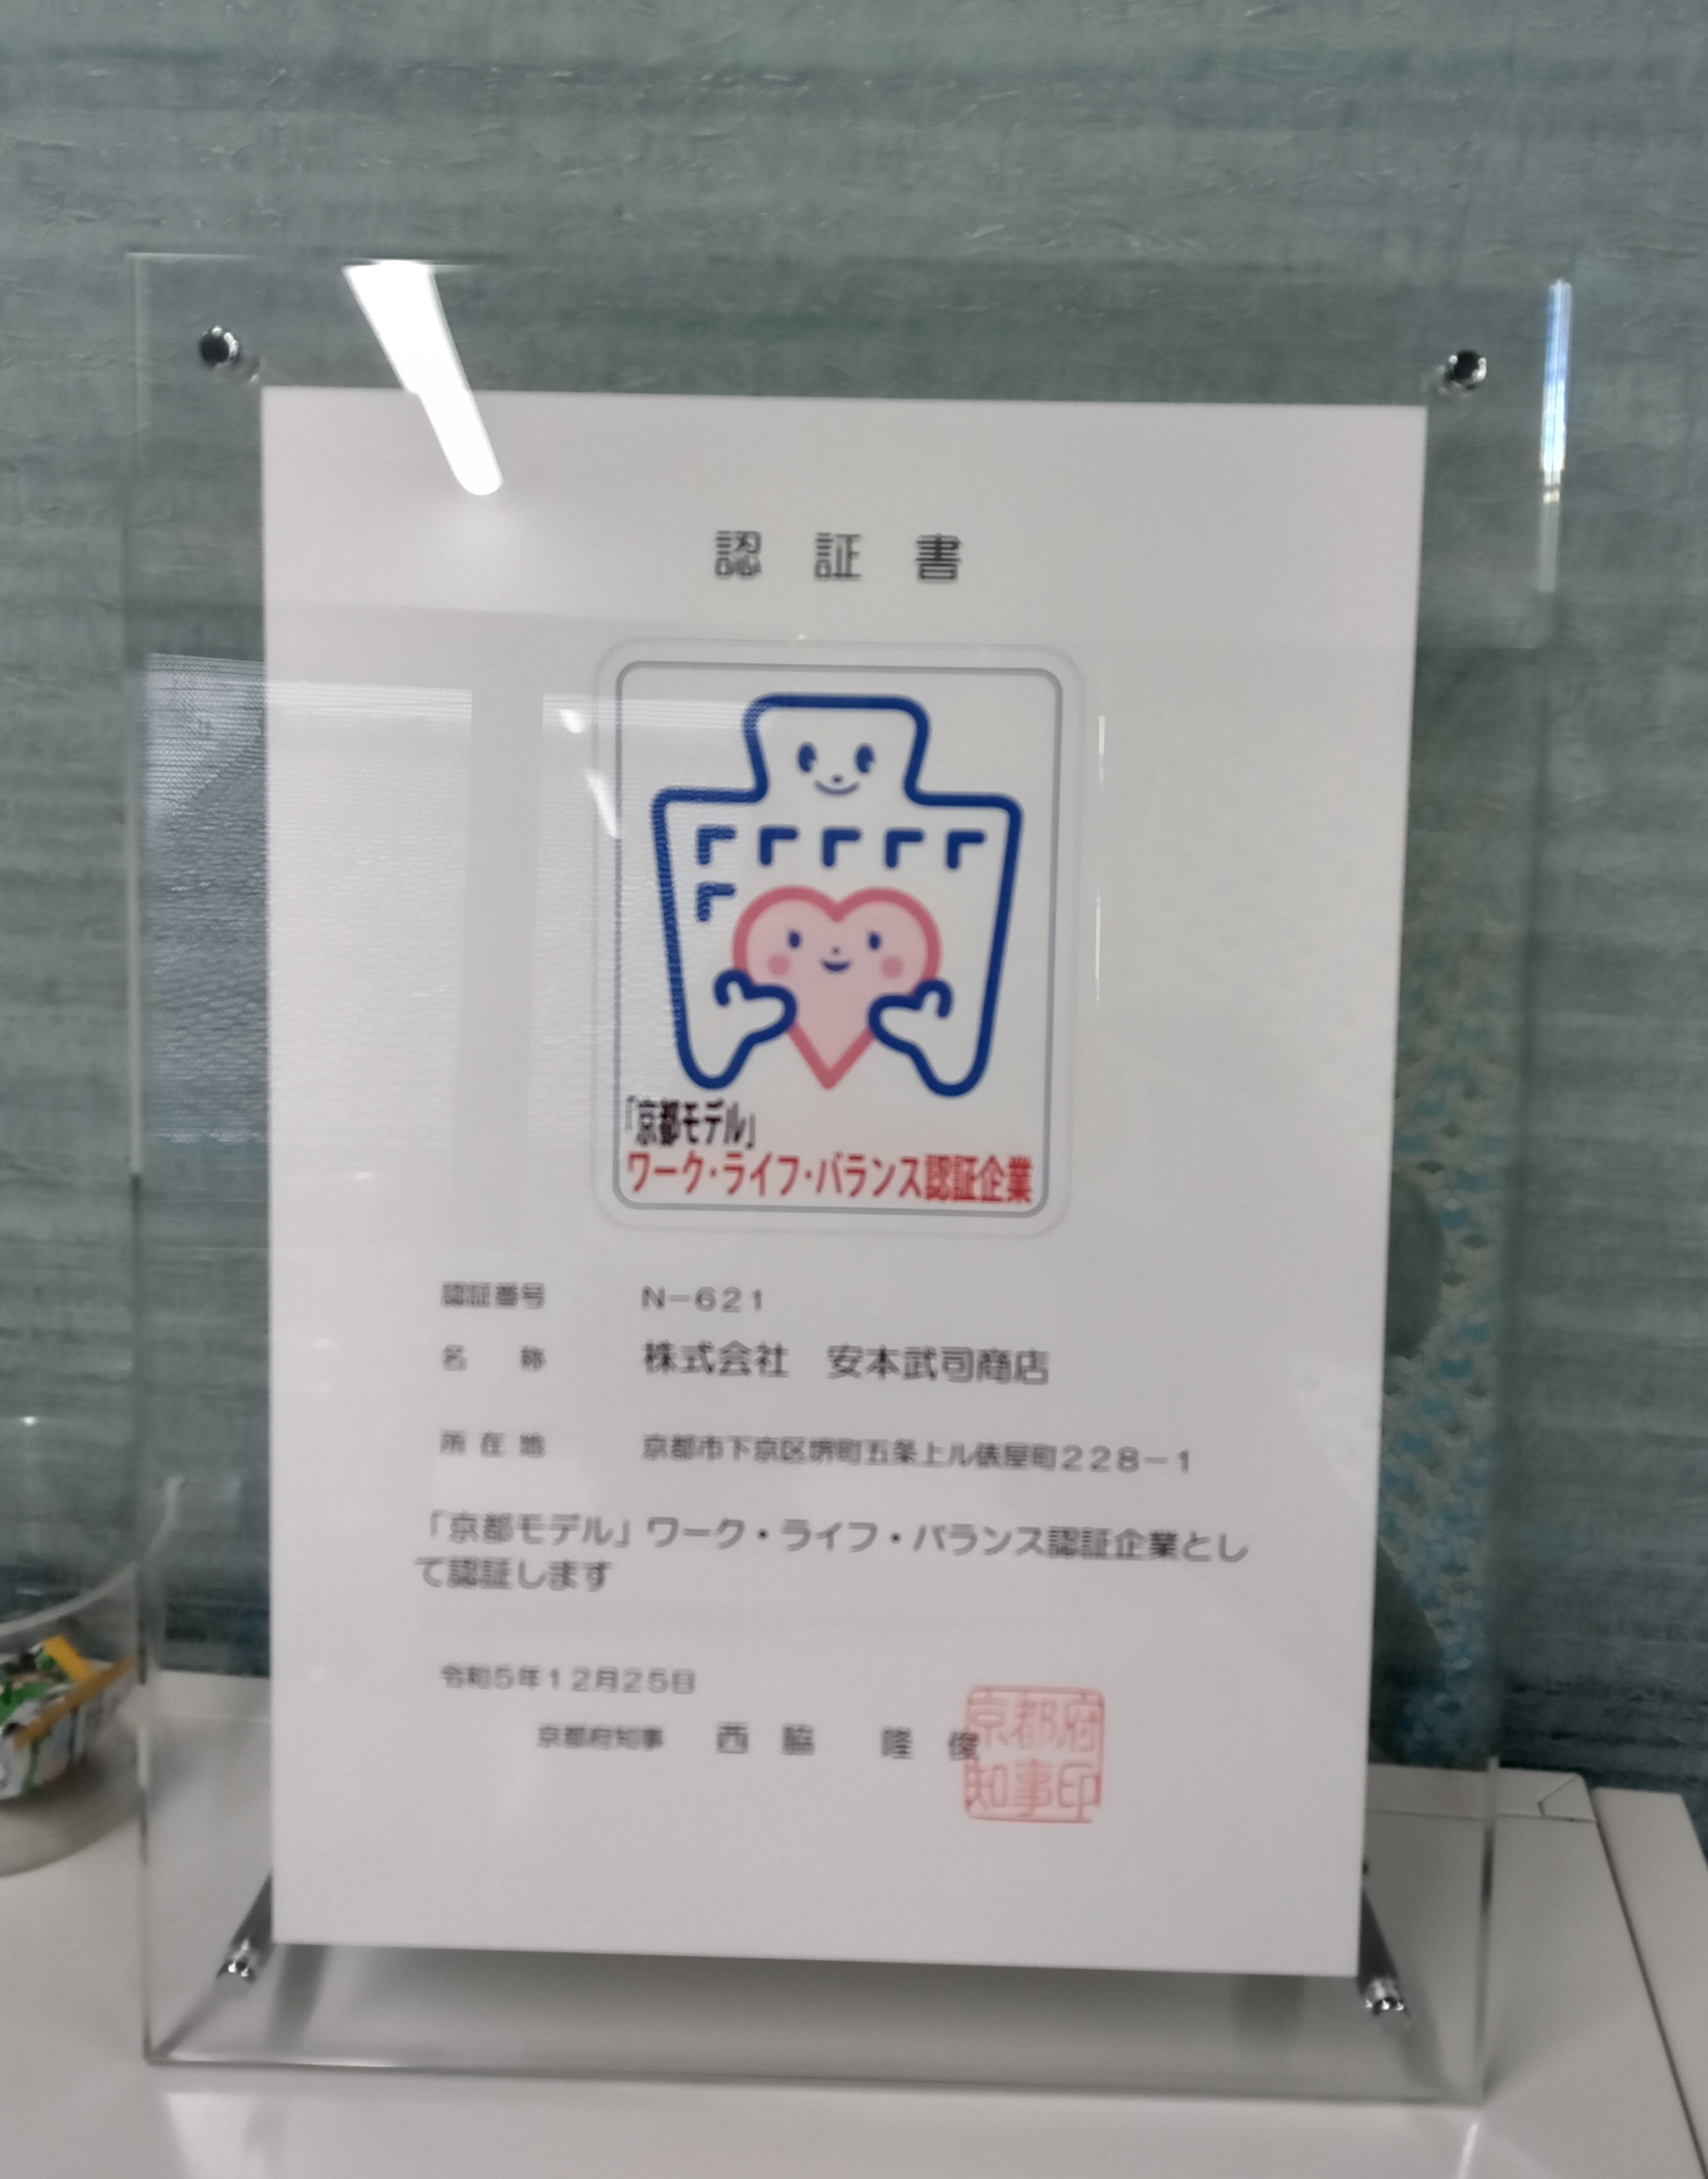 認証書
「京都モデル」
ワーク・ライフ・バランス認証企業
認証番号 N－621
名 称 株式会社 安本武司商店
所在地 京都市下京区堺町五条上ル俵屋町228－1
「京都モデル」ワーク・ライフ・バランス認証企業とし
て認証します
令和5年12月25日
京都府知事 西 脇 隆 俊
京都府
知事印